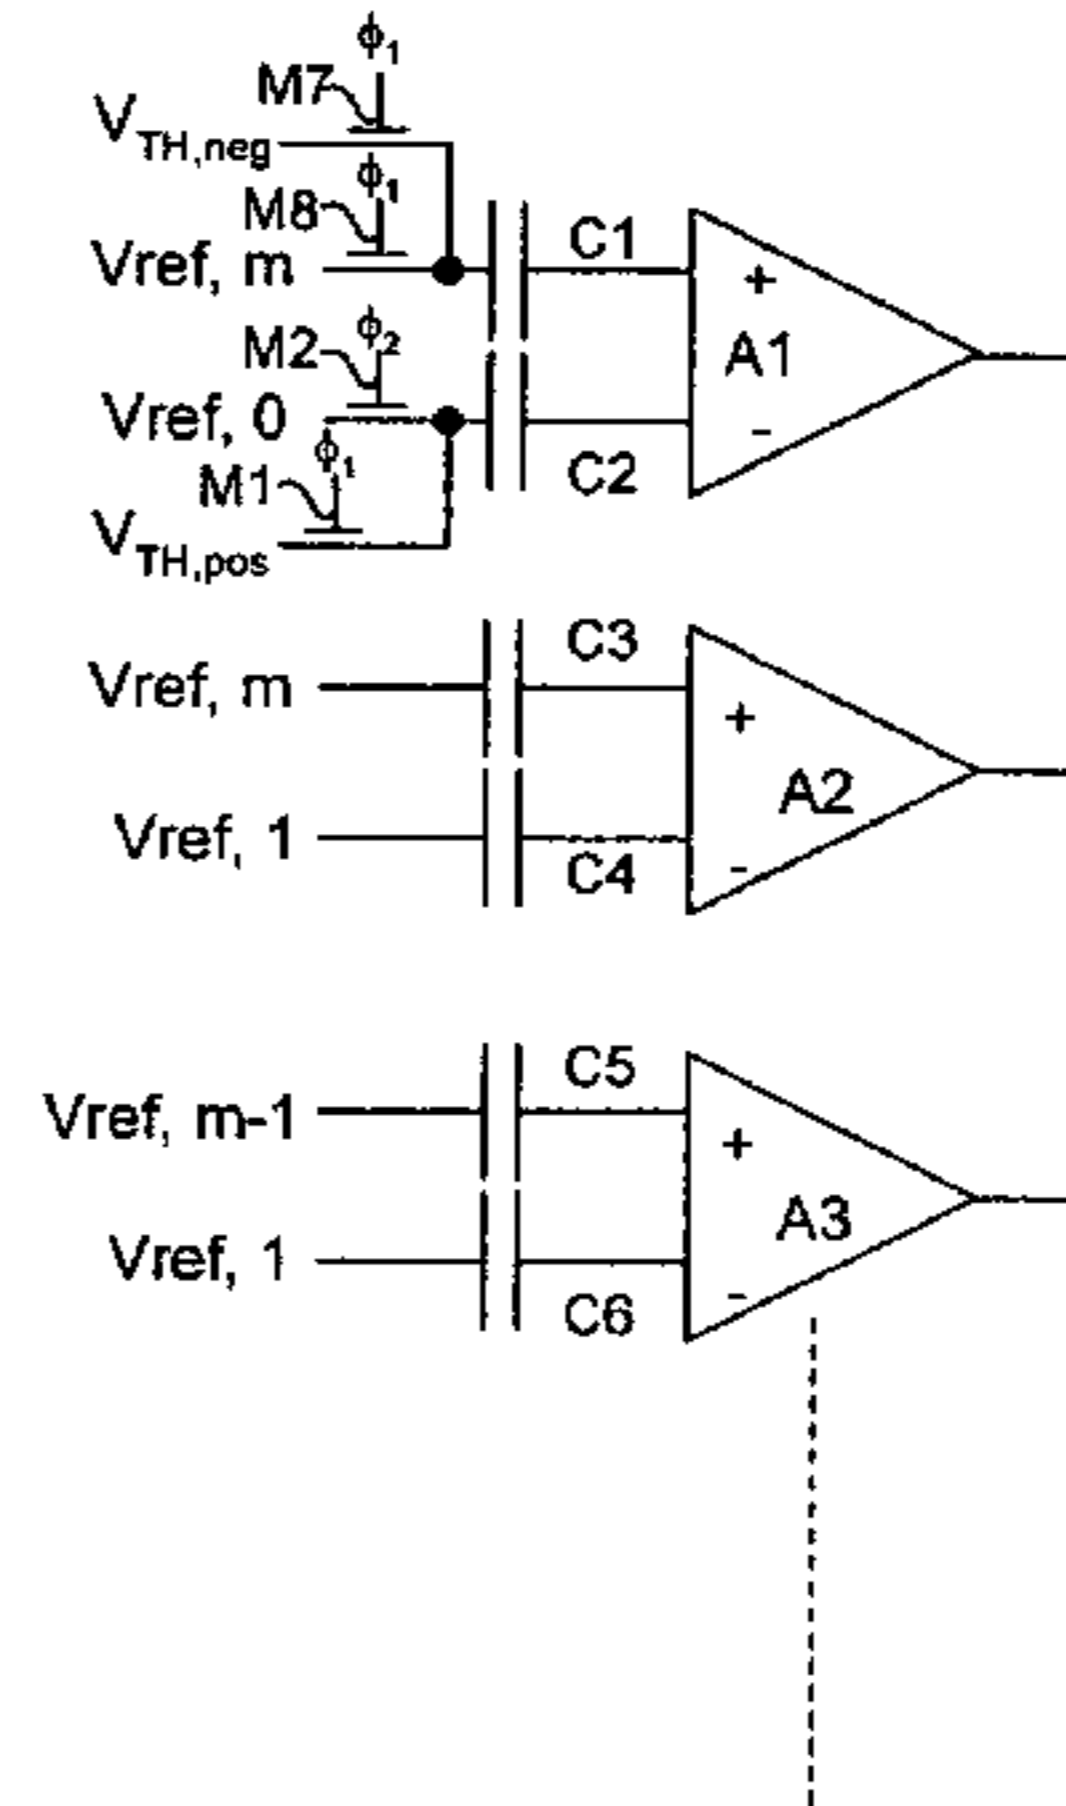 ϕ1
M7
VTH,neg
ϕ1
M8
Vref, m
C1
+
ϕ2
M2
A1
Vref, 0
-
ϕ1
M1
C2
VTH,pos
C3
Vref, m
+
A2
Vref, 1
C4
-
C5
Vref, m-1
+
A3
Vref, 1
-
C6